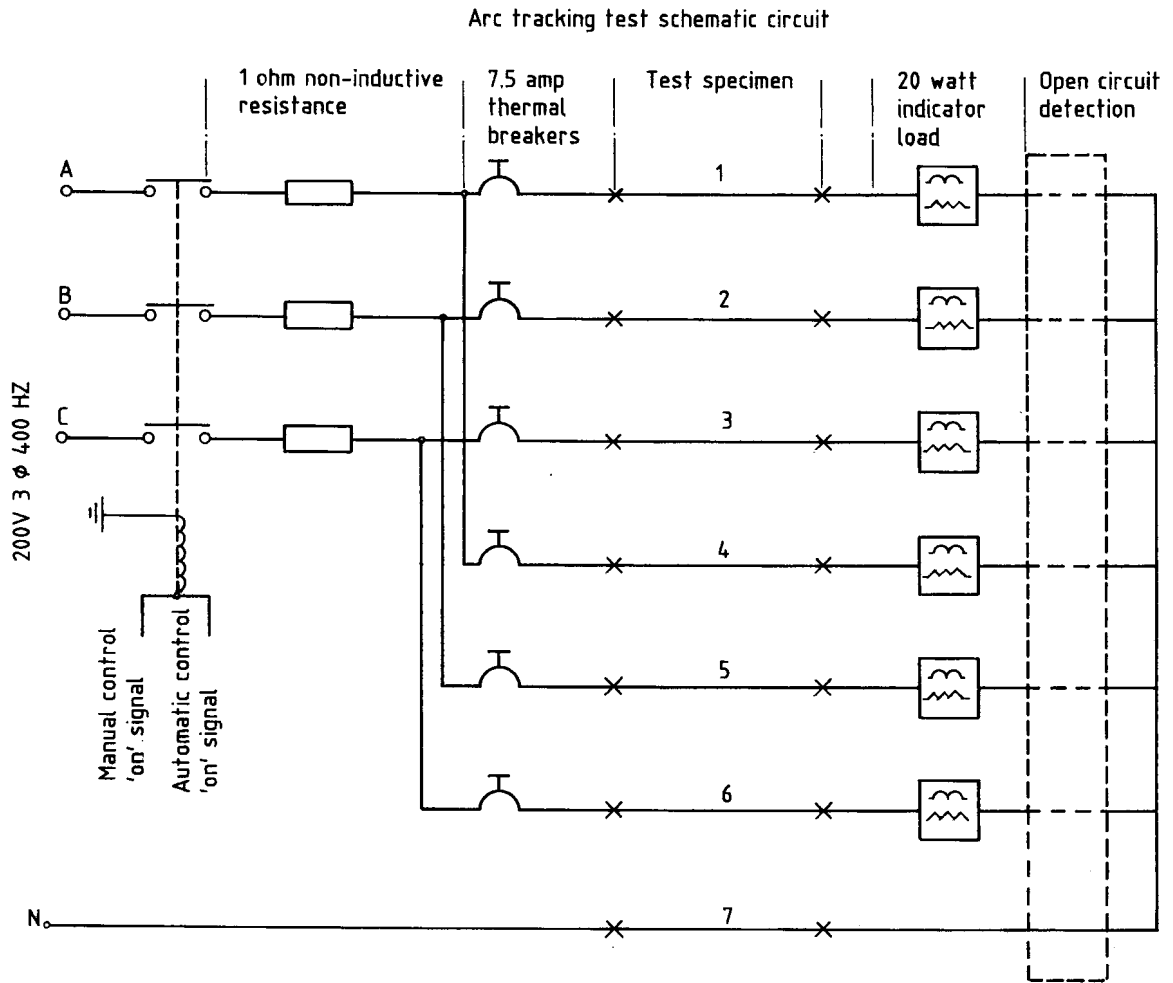 Arc tracking test schematic circuit
1 ohm non-inductive
resistance
7.5 amp
thermal
breakers
Test specimen
20 watt
indicator
load
Open circuit
detection
A
1
B
2
C
3
200V 3 φ 400 HZ
4
Manual control
'on' signal
Automatic control
'on' signal
5
6
N
7